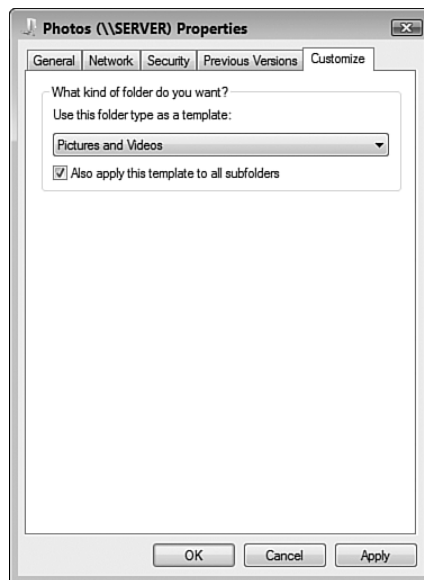 Photos (\\SERVER) Properties
General Network Security Previous Versions Customize
What kind of folder do you want?
Use this folder type as a template:
Pictures and Videos
Also apply this template to all subfolders
OK Cancel Apply